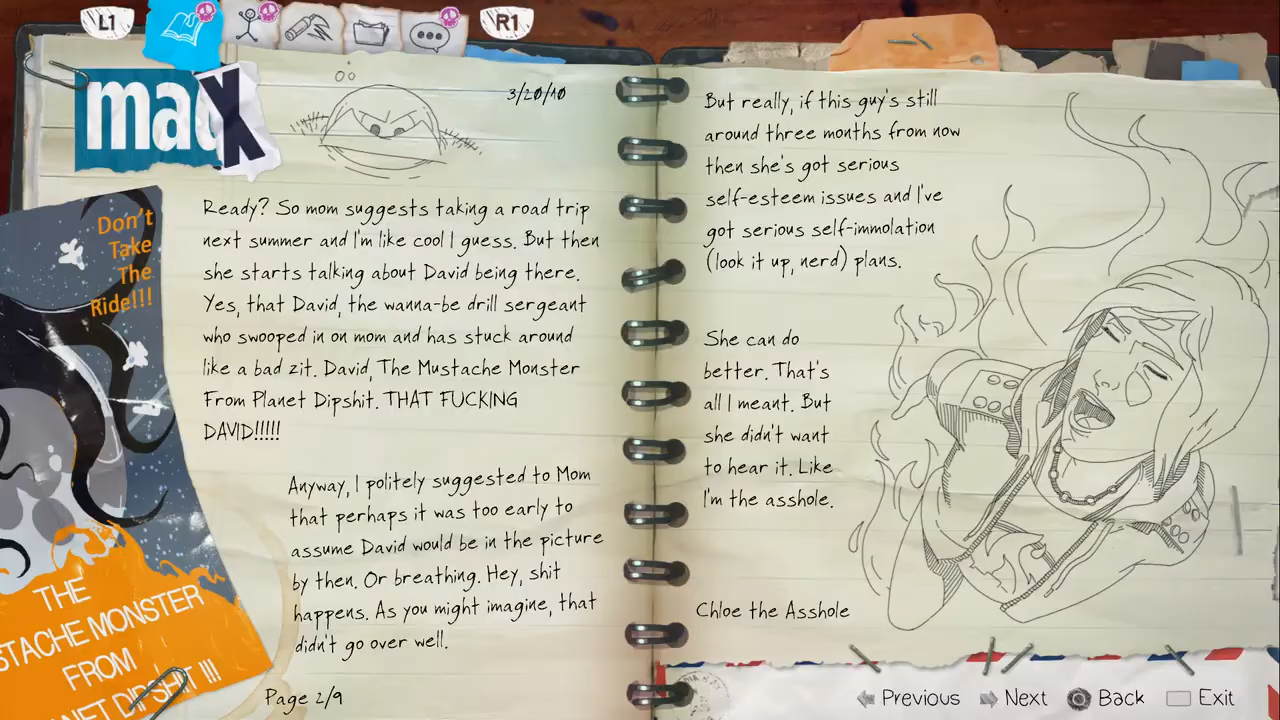 L1
R1
madX
3/20/10
Don't
Take
The
Ride!!!
Ready? So mom suggests taking a road trip
next summer and I'm like cool I guess. But then
she starts talking about David being there.
Yes, that David, the wanna-be drill sergeant
who swooped in on mom and has stuck around
like a bad zit. David, The Mustache Monster
From Planet Dipshit. THAT FUCKING
DAVID!!!!!
Anyway, I politely suggested to Mom
that perhaps it was too early to
assume David would be in the picture
by then. Or breathing. Hey, shit
happens. As you might imagine, that
didn't go over well.
THE
STACHE MONSTER
FROM
ANET DIPSHIT !!!
Page 2/9
But really, if this guy's still
around three months from now
then she's got serious
self-esteem issues and I've
got serious self-immolation
(look it up, nerd) plans.
She can do
better. That's
all I meant. But
she didn't want
to hear it. Like
I'm the asshole.
Chloe the Asshole
Previous
Next
Back
Exit